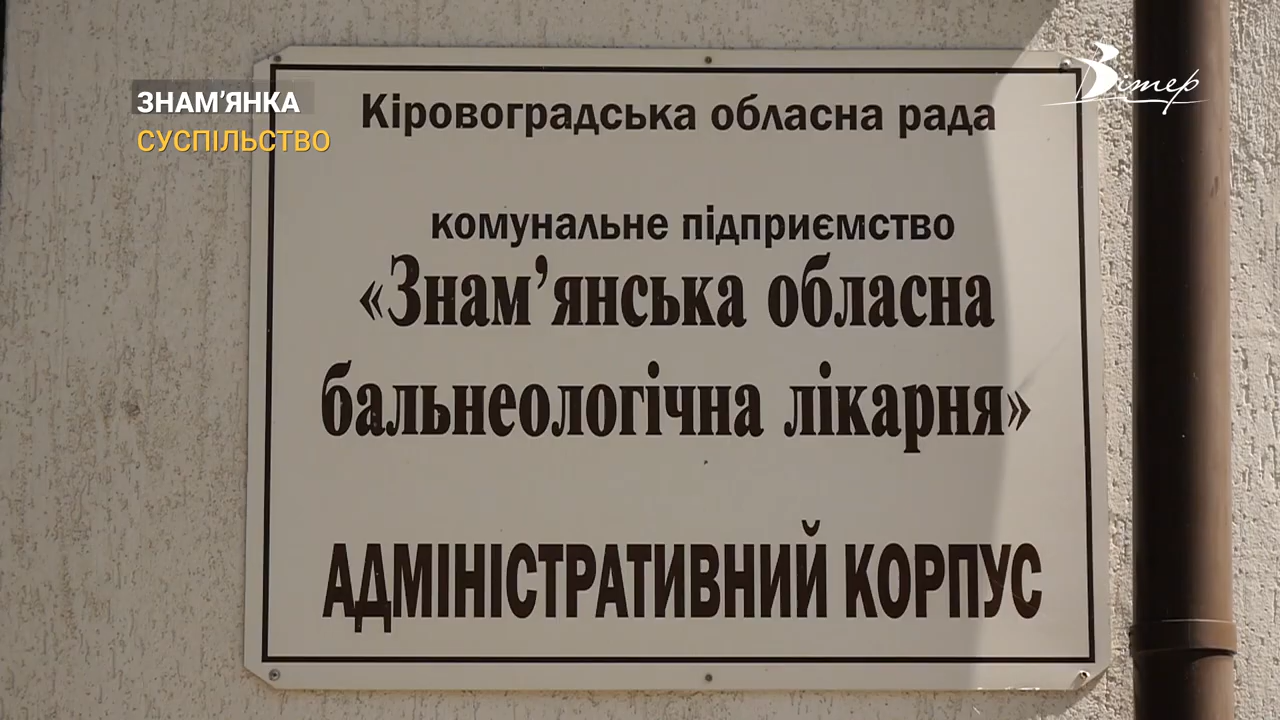 ЗНАМ’ЯНКА
СУСПІЛЬСТВО
Вітер
Кіровоградська обласна рада
комунальне підприємство
«Знам’янська обласна
бальнеологічна лікарня»
АДМІНІСТРАТИВНИЙ КОРПУС